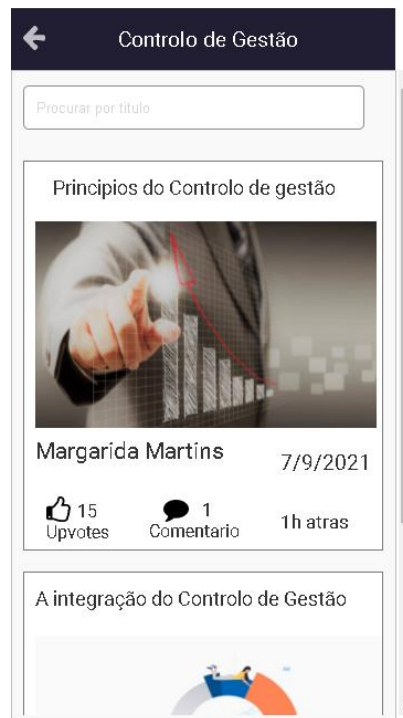 Controlo de Gestão
Procurar por titulo
Principios do Controlo de gestão
Margarida Martins
7/9/2021
15
Upvotes
1
Comentario
1h atras
A integração do Controlo de Gestão